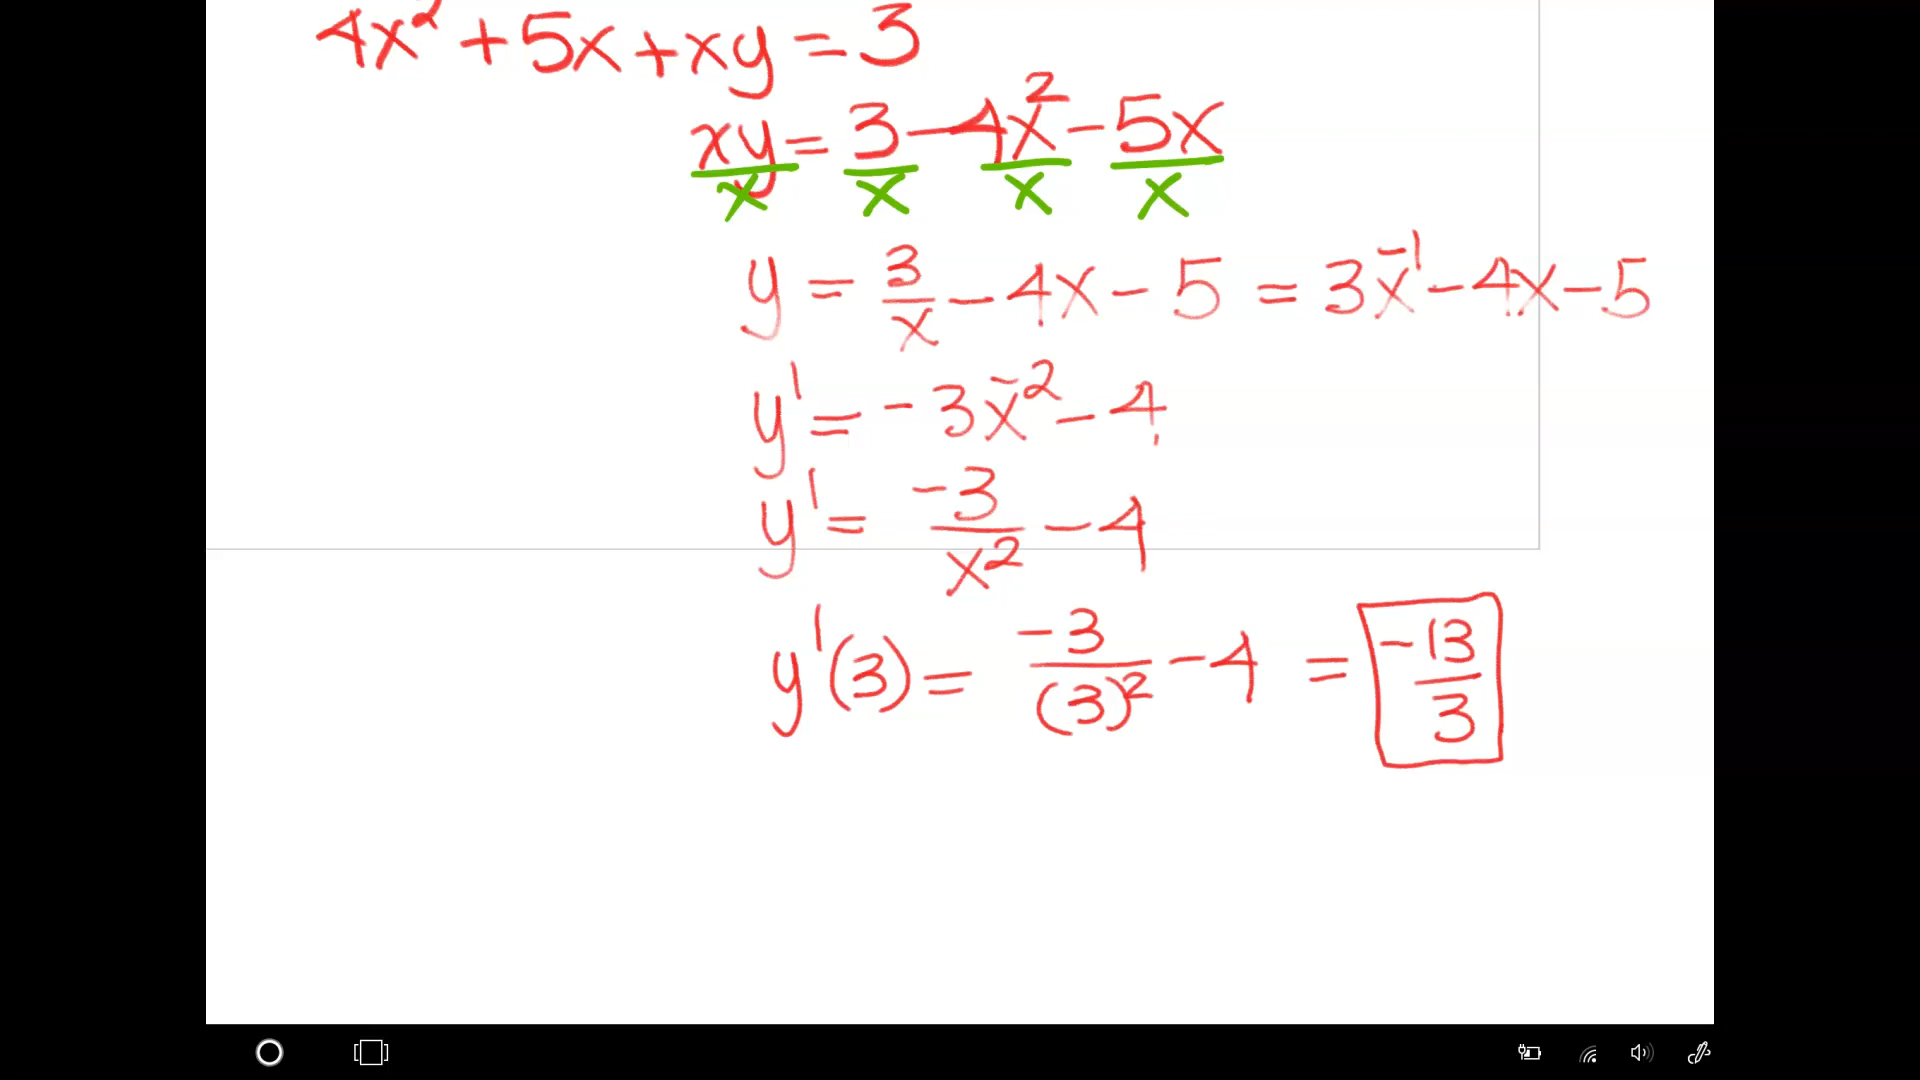 4x² + 5x + xy = 3
xy/x = 3/x - 4x²/x - 5x/x
y = 3/x - 4x - 5 = 3x⁻¹ - 4x - 5
y' = -3x⁻² - 4
y' = -3/x² - 4
y'(3) = -3/(3)² - 4 = -13/3